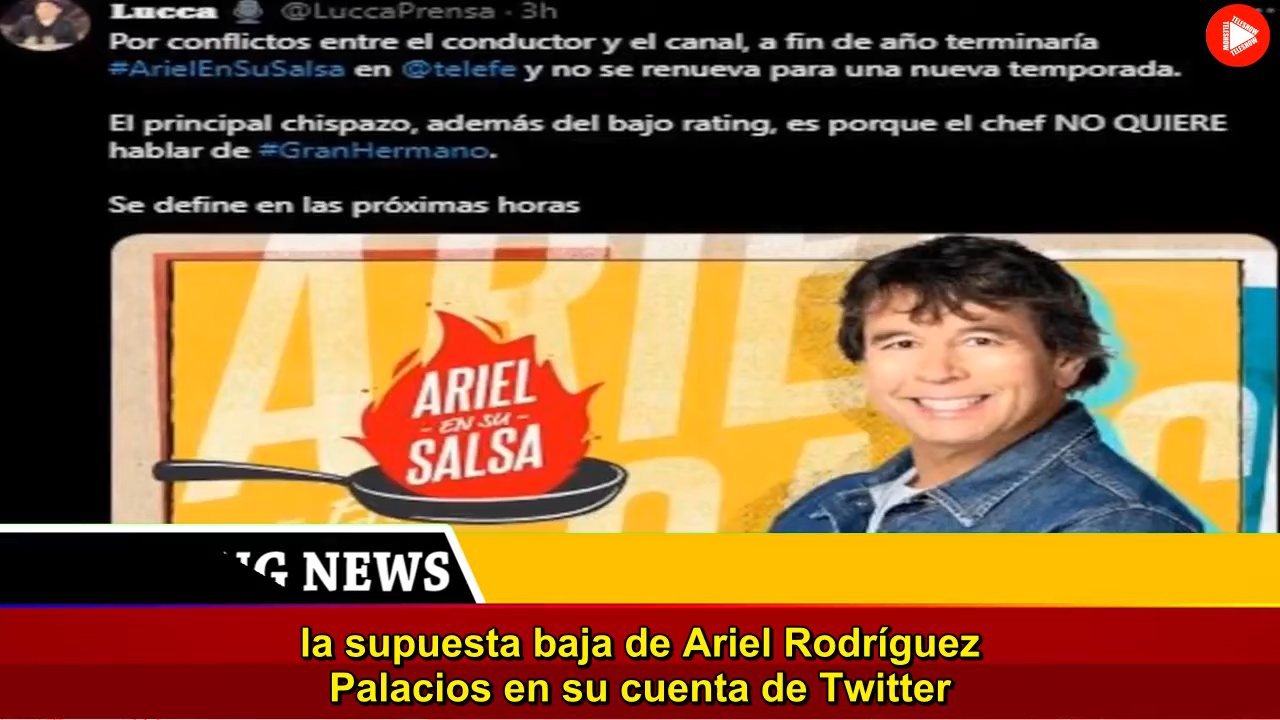 Lucca @LuccaPrensa · 3h
Por conflictos entre el conductor y el canal, a fin de año terminaría
#ArielEnSuSalsa en @telefe y no se renueva para una nueva temporada.
El principal chispazo, además del bajo rating, es porque el chef NO QUIERE
hablar de #GranHermano.
Se define en las próximas horas
MONSTER
TELESHOW
TELESHOW
ARIEL
- EN SU -
SALSA
NEWS
la supuesta baja de Ariel Rodríguez
Palacios en su cuenta de Twitter